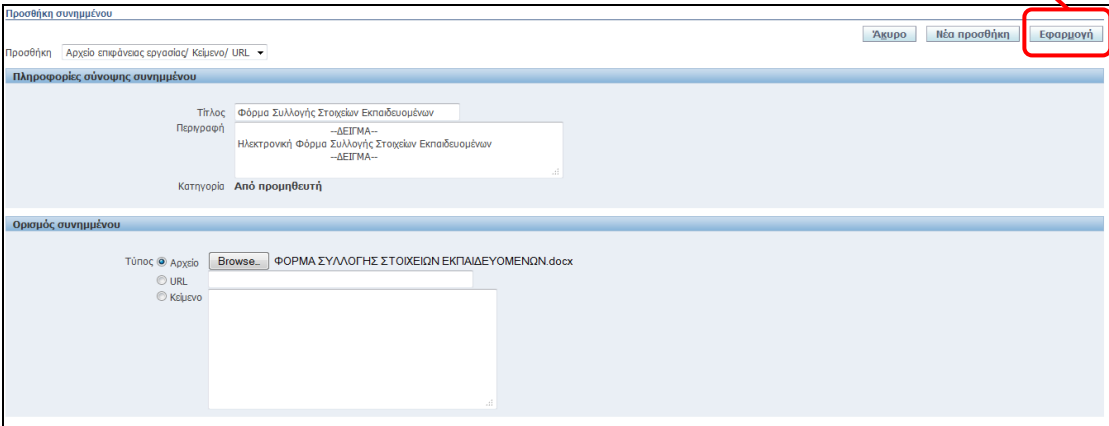 Προσθήκη συνημμένου
Άκυρο Νέα προσθήκη Εφαρμογή
Προσθήκη Αρχείο επιφάνειας εργασίας/ Κείμενο/ URL
Πληροφορίες σύνοψης συνημμένου
Τίτλος Φόρμα Συλλογής Στοιχείων Εκπαιδευομένων
Περιγραφή --ΔΕΙΓΜΑ--
Ηλεκτρονική Φόρμα Συλλογής Στοιχείων Εκπαιδευομένων
--ΔΕΙΓΜΑ--
Κατηγορία Από προμηθευτή
Ορισμός συνημμένου
Τύπος Αρχείο Browse_ ΦΟΡΜΑ ΣΥΛΛΟΓΗΣ ΣΤΟΙΧΕΙΩΝ ΕΚΠΑΙΔΕΥΟΜΕΝΩΝ.docx
URL
Κείμενο